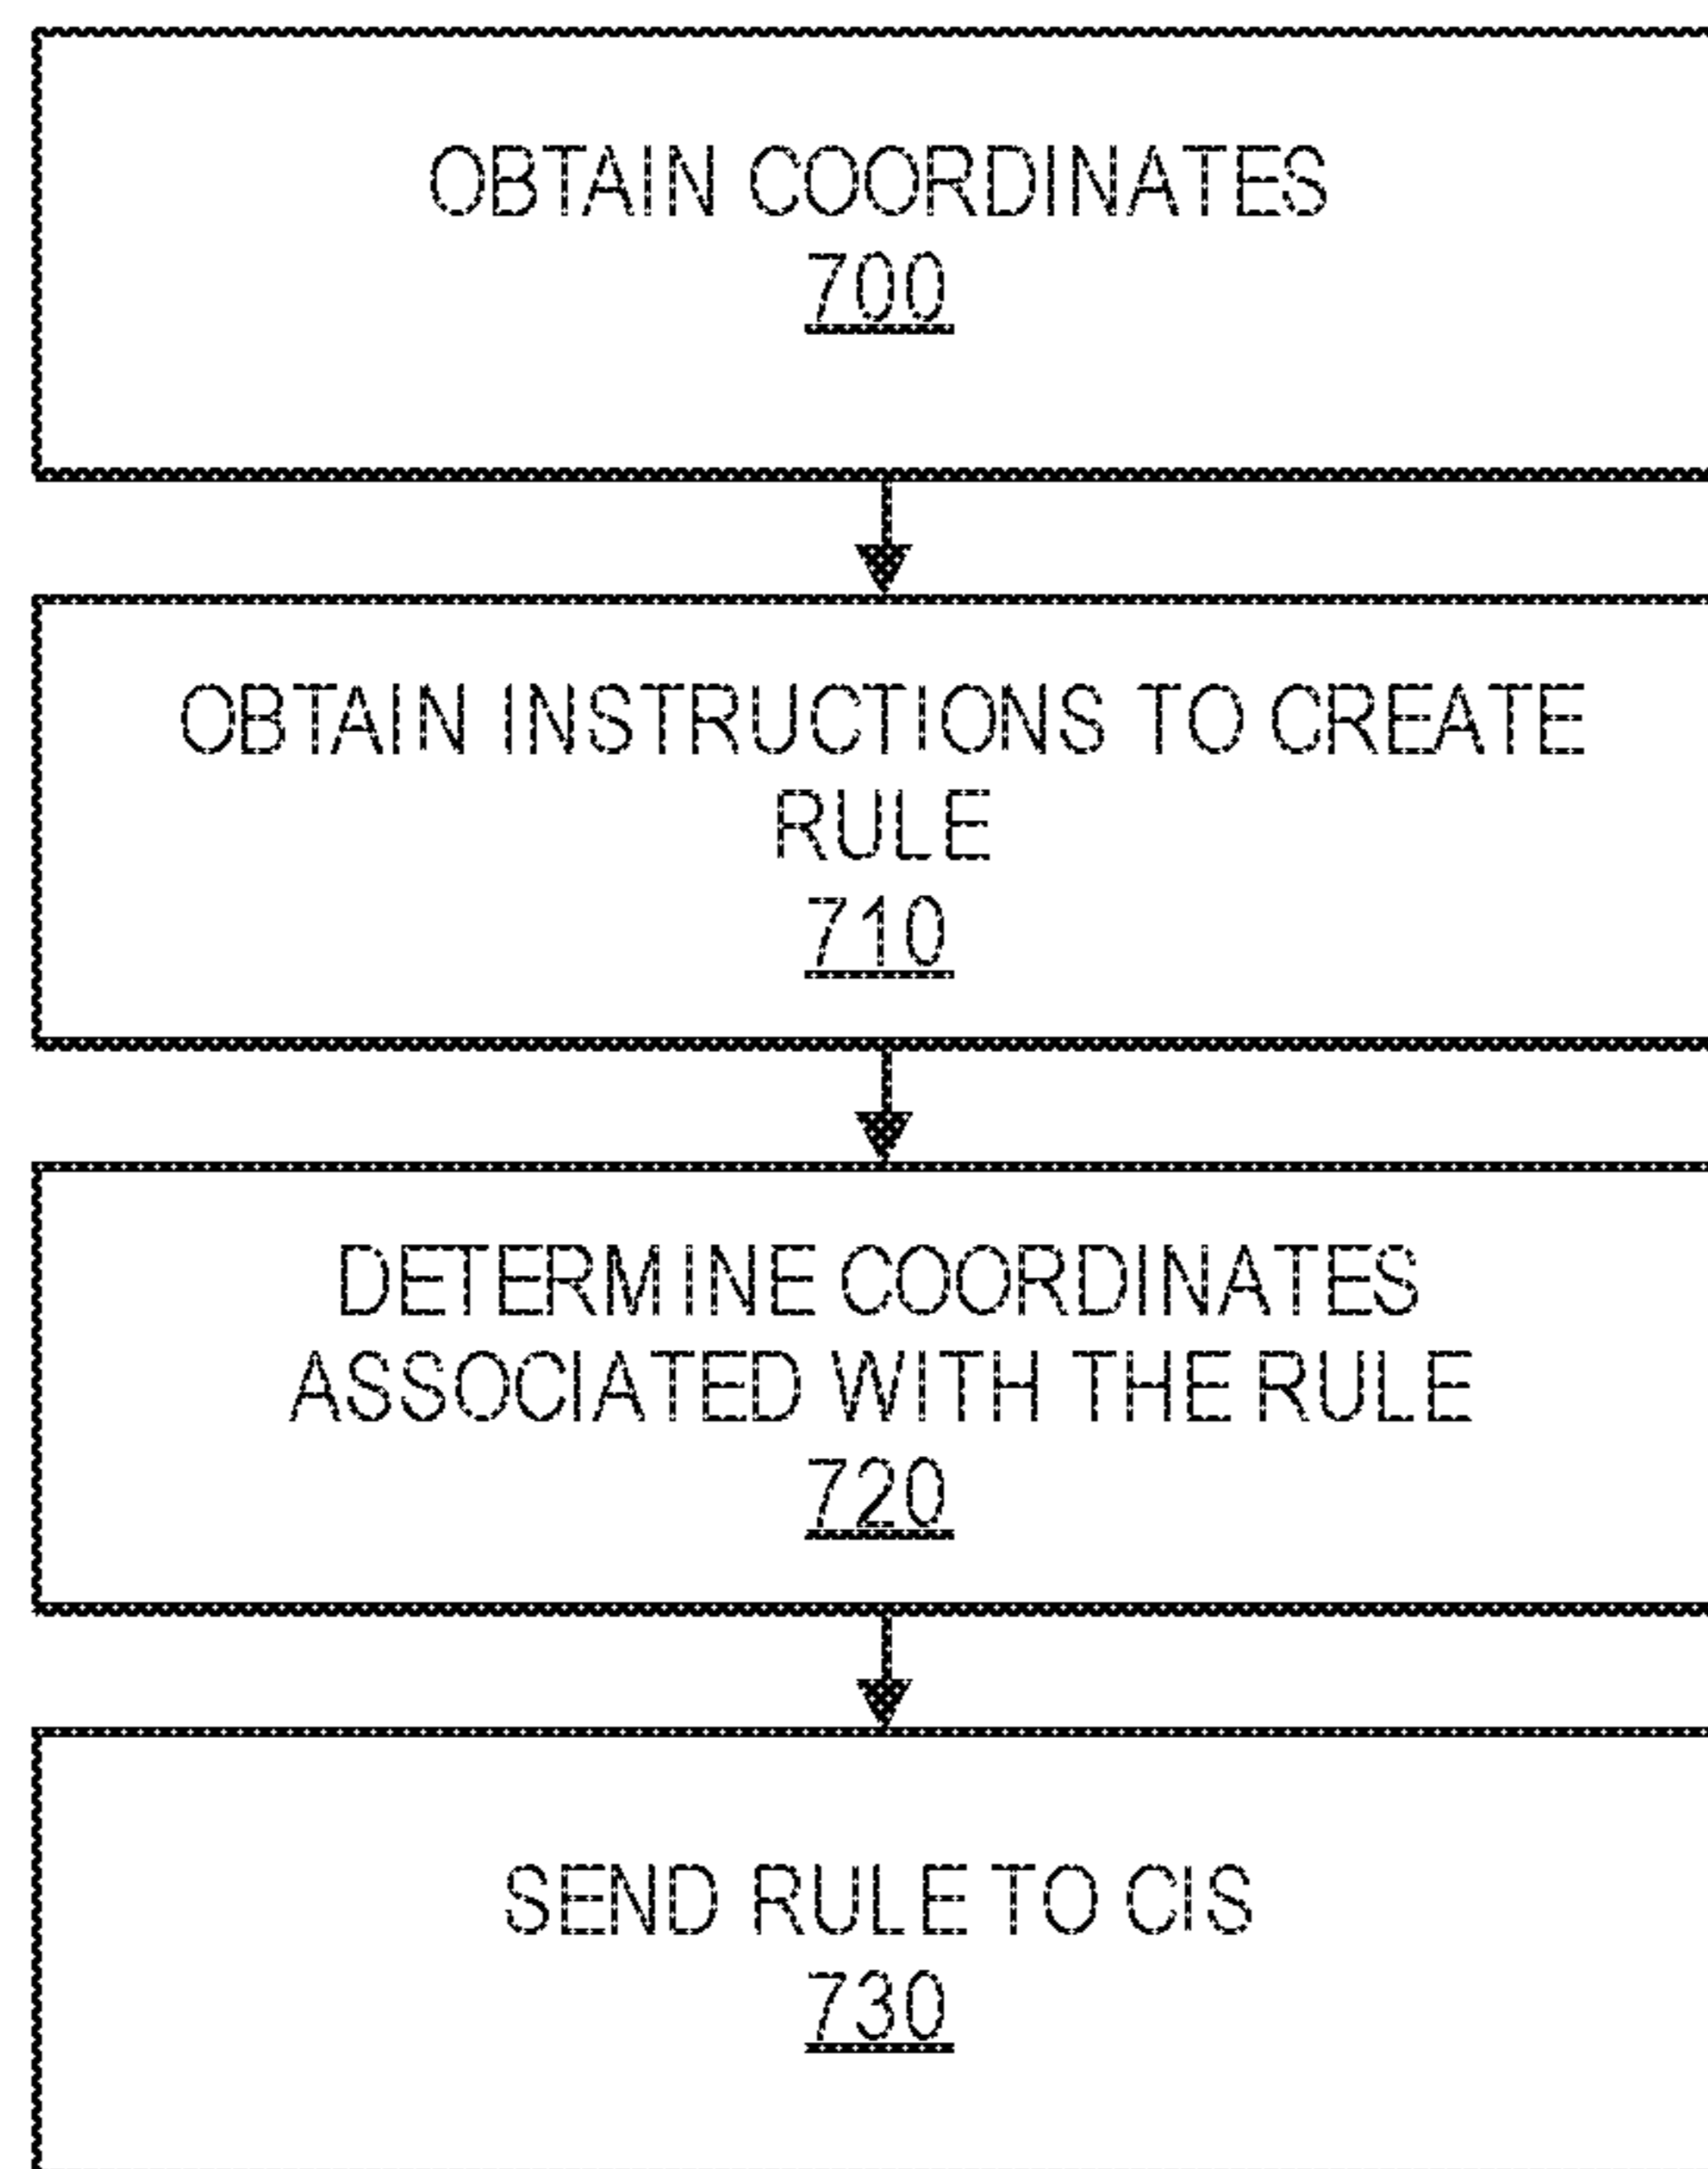 OBTAIN COORDINATES
700
OBTAIN INSTRUCTIONS TO CREATE
RULE
710
DETERMINE COORDINATES
ASSOCIATED WITH THE RULE
720
SEND RULE TO CIS
730